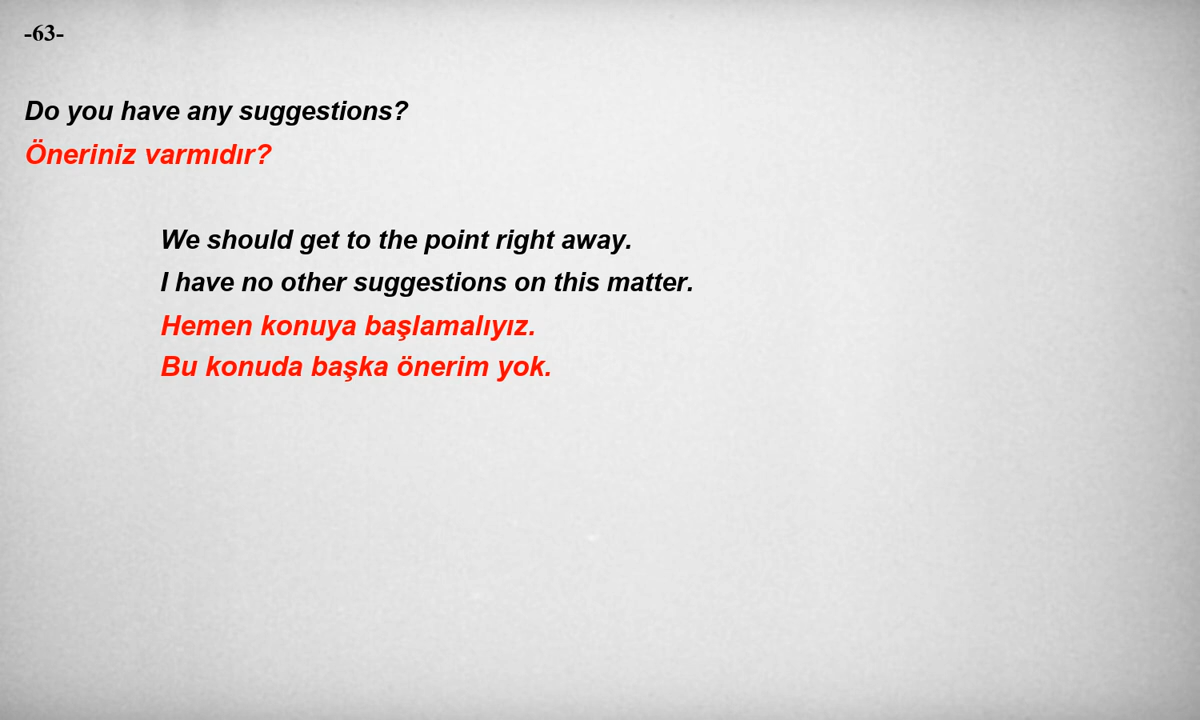 -63-
Do you have any suggestions?
Öneriniz varmıdır?
We should get to the point right away.
I have no other suggestions on this matter.
Hemen konuya başlamalıyız.
Bu konuda başka önerim yok.